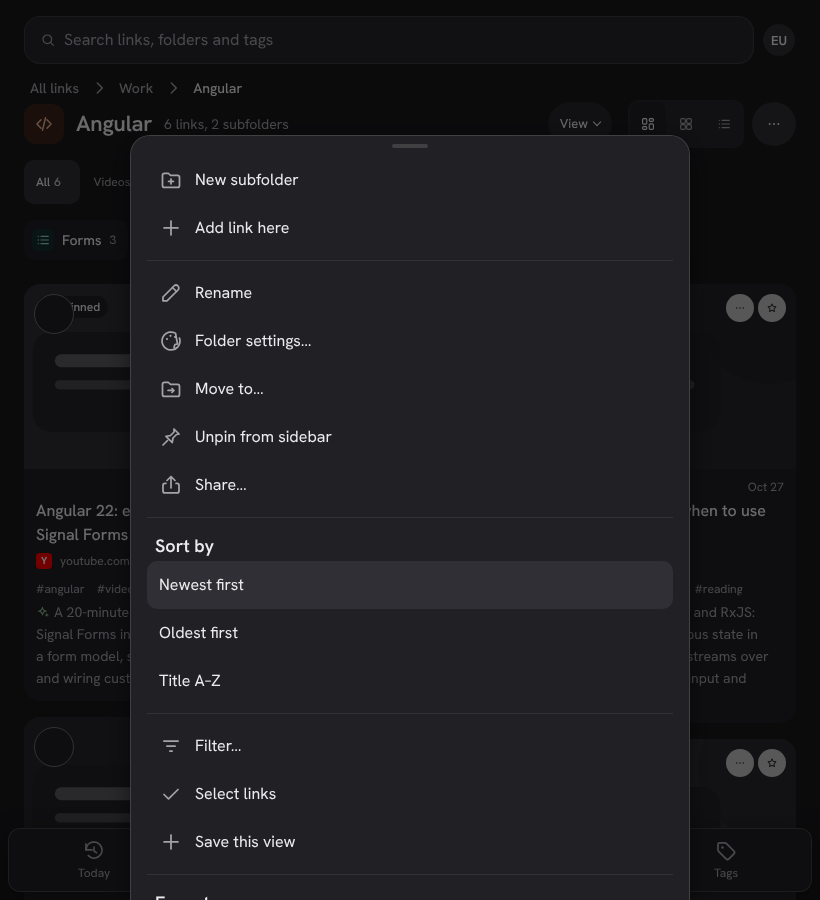 Search links, folders and tags
EU
All links > Work > Angular
Angular 6 links, 2 subfolders
View
All 6 Videos
Forms 3
New subfolder
Add link here
Rename
Folder settings...
Move to...
Unpin from sidebar
Share...
Sort by
Newest first
Oldest first
Title A–Z
Filter...
Select links
Save this view
Oct 27
Angular 22: e
Signal Forms
Y youtube.com
#angular #vide
A 20-minute
Signal Forms in
a form model, s
and wiring cust
when to use
#reading
and RxJS:
ous state in
streams over
nput and
Today
Tags